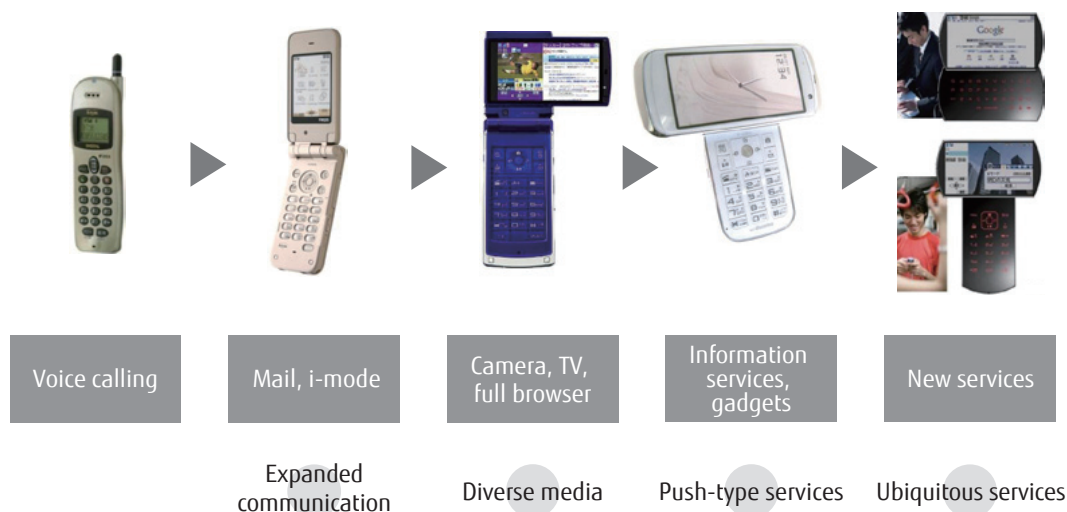 Google
Voice calling
Mail, i-mode
Camera, TV,
full browser
Information
services,
gadgets
New services
Expanded
communication
Diverse media
Push-type services
Ubiquitous services